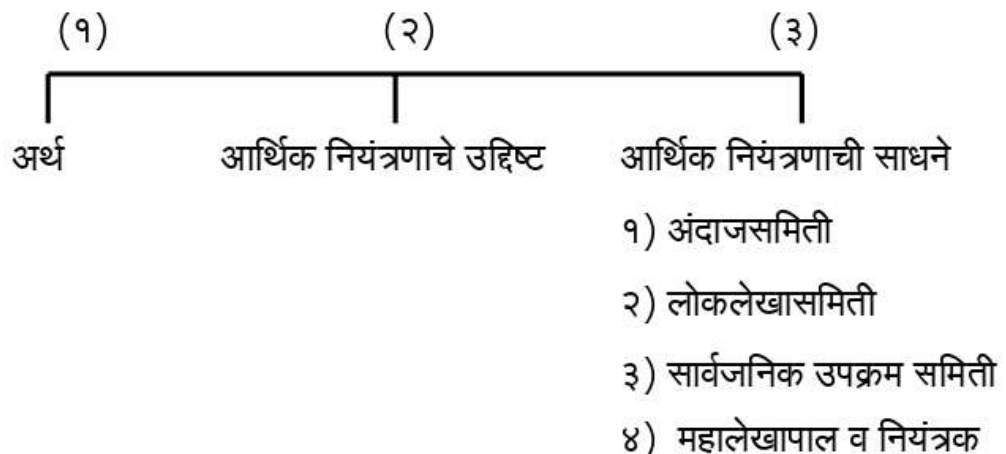 (१) (२) (३)
अर्थ आर्थिक नियंत्रणाचे उद्दिष्ट आर्थिक नियंत्रणाची साधने
१) अंदाजसमिती
२) लोकलेखासमिती
३) सार्वजनिक उपक्रम समिती
४) महालेखापाल व नियंत्रक